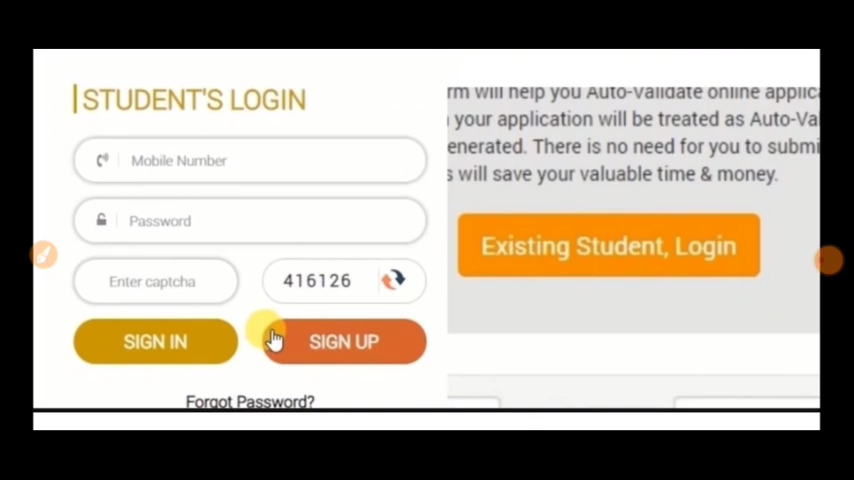 STUDENT'S LOGIN
Mobile Number
Password
Enter captcha
416126
SIGN IN
SIGN UP
Forgot Password?
rm will help you Auto-Validate online applic
your application will be treated as Auto-Va
enerated. There is no need for you to submi
s will save your valuable time & money.
Existing Student, Login